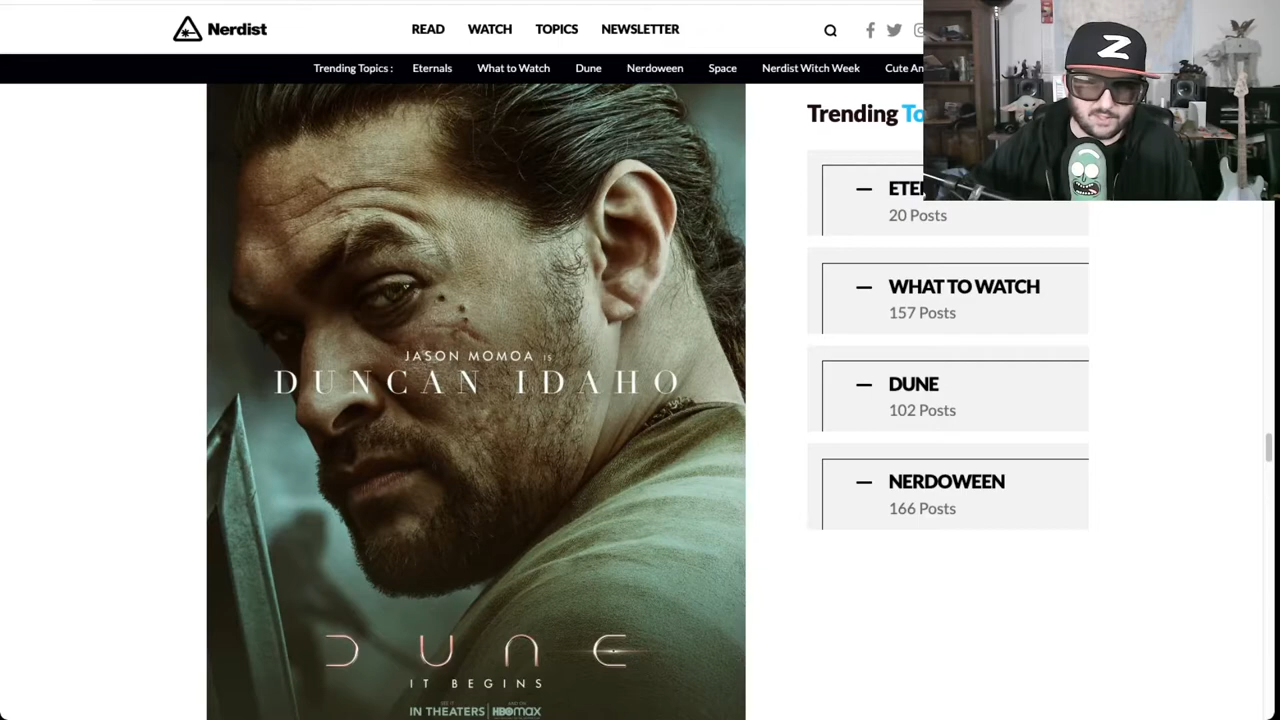 Nerdist
READ WATCH TOPICS NEWSLETTER
Trending Topics : Eternals What to Watch Dune Nerdoween Space Nerdist Witch Week Cute An
Z
Trending To
ETE
20 Posts
WHAT TO WATCH
157 Posts
DUNE
102 Posts
NERDOWEEN
166 Posts
JASON MOMOA IS
DUNCAN IDAHO
DUNE
IT BEGINS
IN THEATERS HBOMAX